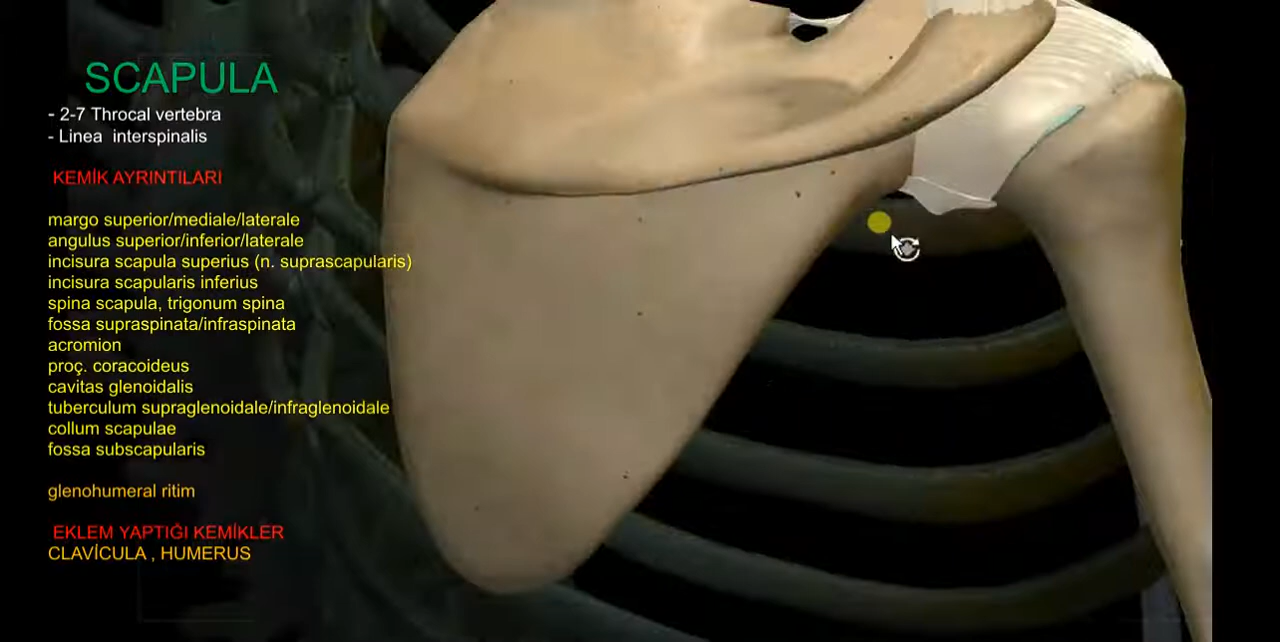 SCAPULA
- 2-7 Throcal vertebra
- Linea interspinalis
KEMİK AYRINTILARI
margo superior/mediale/laterale
angulus superior/inferior/laterale
incisura scapula superius (n. suprascapularis)
incisura scapularis inferius
spina scapula, trigonum spina
fossa supraspinata/infraspinata
acromion
proç. coracoideus
cavitas glenoidalis
tuberculum supraglenoidale/infraglenoidale
collum scapulae
fossa subscapularis
glenohumeral ritim
EKLEM YAPTIĞI KEMİKLER
CLAVİCULA , HUMERUS